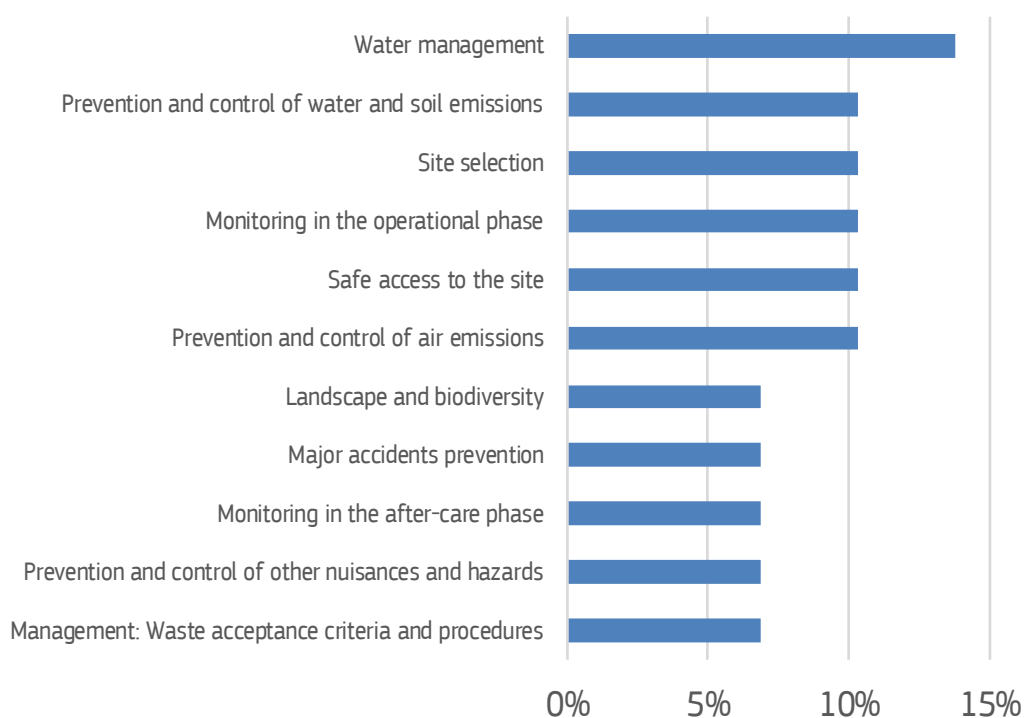 Water management
Prevention and control of water and soil emissions
Site selection
Monitoring in the operational phase
Safe access to the site
Prevention and control of air emissions
Landscape and biodiversity
Major accidents prevention
Monitoring in the after-care phase
Prevention and control of other nuisances and hazards
Management: Waste acceptance criteria and procedures
0% 5% 10% 15%